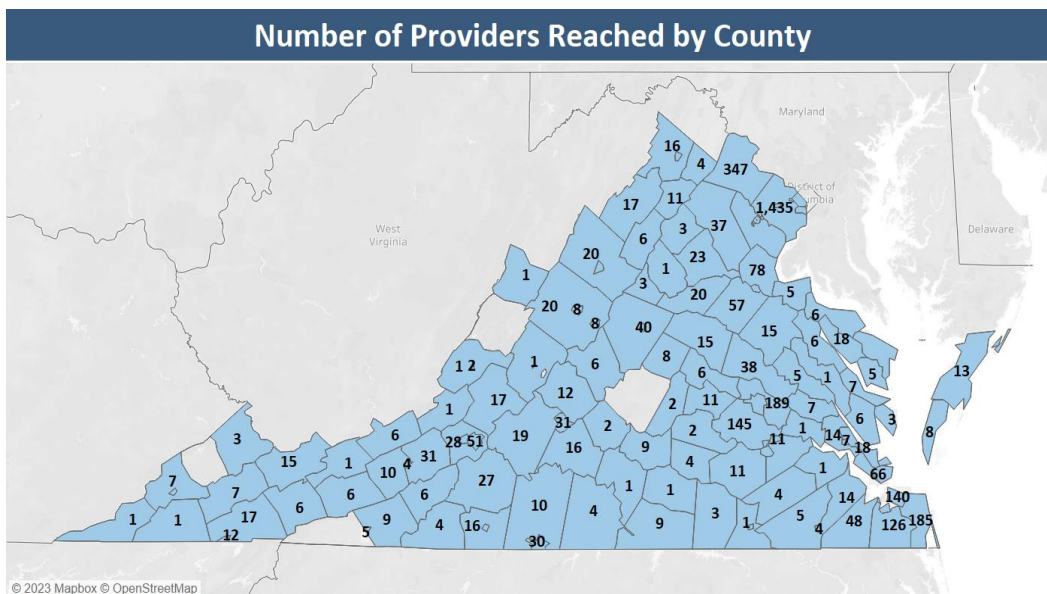 Number of Providers Reached by County
Maryland
16
4 347
District of
Columbia
17 11 1,435
West
Virginia
Delaware
6 3 37
20 23
1 1 78
3 20 5
20 8 57 6
8 40 15 18
15 6
1 2 1 6 8 38 13
6 5 1 5
17 12 2 11 189 7 7
1 31 145 1 6 3 8
3 6 28 51 19 2 2 11 14 7 18
15 1 10 4 31 16 9 4 11 1 66
7 7 6 6 27 1 1 4 14 140
1 1 17 9 4 16 10 4 9 3 1 5 48 126 185
12 5 30 4
© 2023 Mapbox © OpenStreetMap